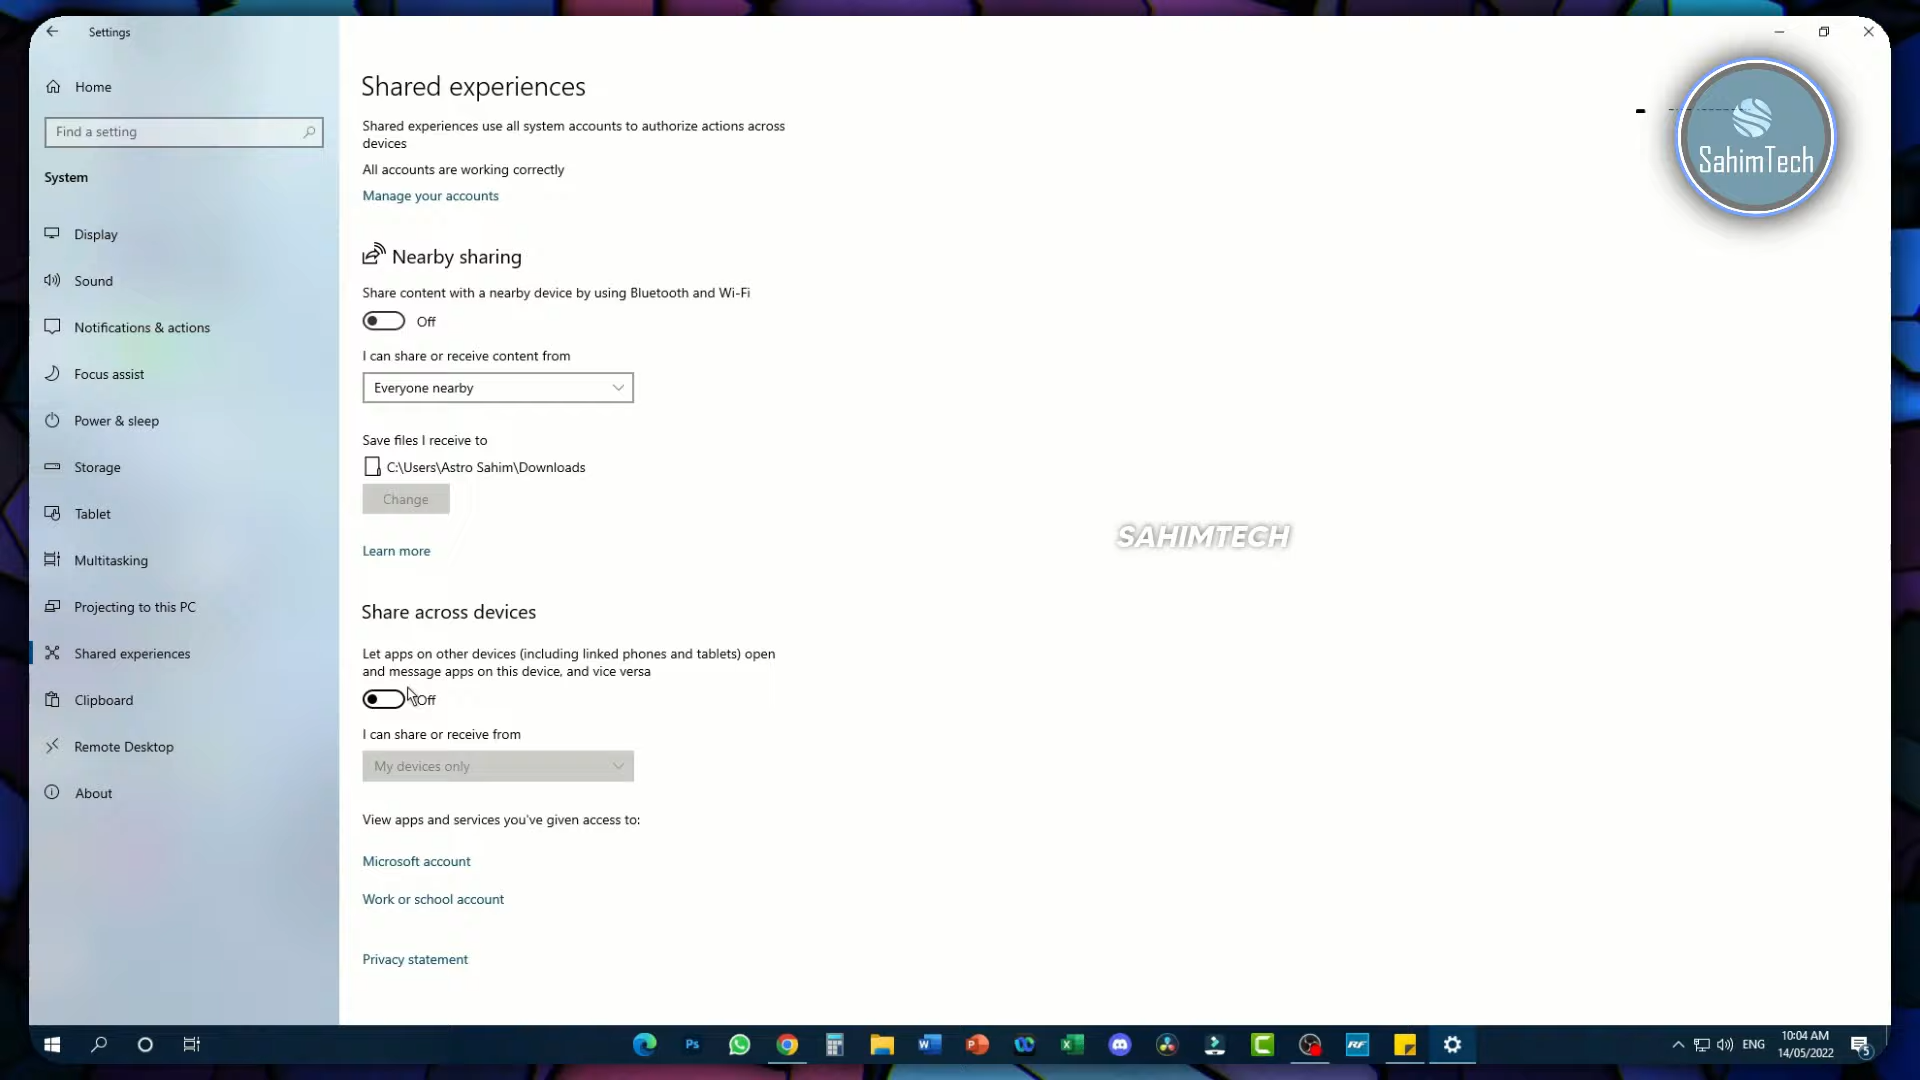 Settings
Home
Find a setting
System
Display
Sound
Notifications & actions
Focus assist
Power & sleep
Storage
Tablet
Multitasking
Projecting to this PC
Shared experiences
Clipboard
Remote Desktop
About
Shared experiences
Shared experiences use all system accounts to authorize actions across
devices
All accounts are working correctly
Manage your accounts
Nearby sharing
Share content with a nearby device by using Bluetooth and Wi-Fi
Off
I can share or receive content from
Everyone nearby
Save files I receive to
C:\Users\Astro Sahim\Downloads
Change
Learn more
Share across devices
Let apps on other devices (including linked phones and tablets) open
and message apps on this device, and vice versa
Off
I can share or receive from
My devices only
View apps and services you've given access to:
Microsoft account
Work or school account
Privacy statement
SahimTech
SAHIMTECH
Ps
W
P
X
C
RF
ENG
10:04 AM
14/05/2022
5